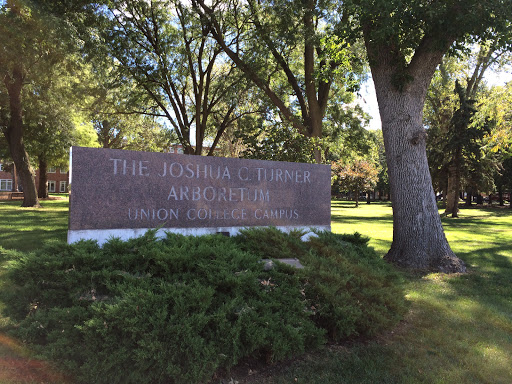 THE JOSHUA C. TURNER
ARBORETUM
UNION COLLEGE CAMPUS